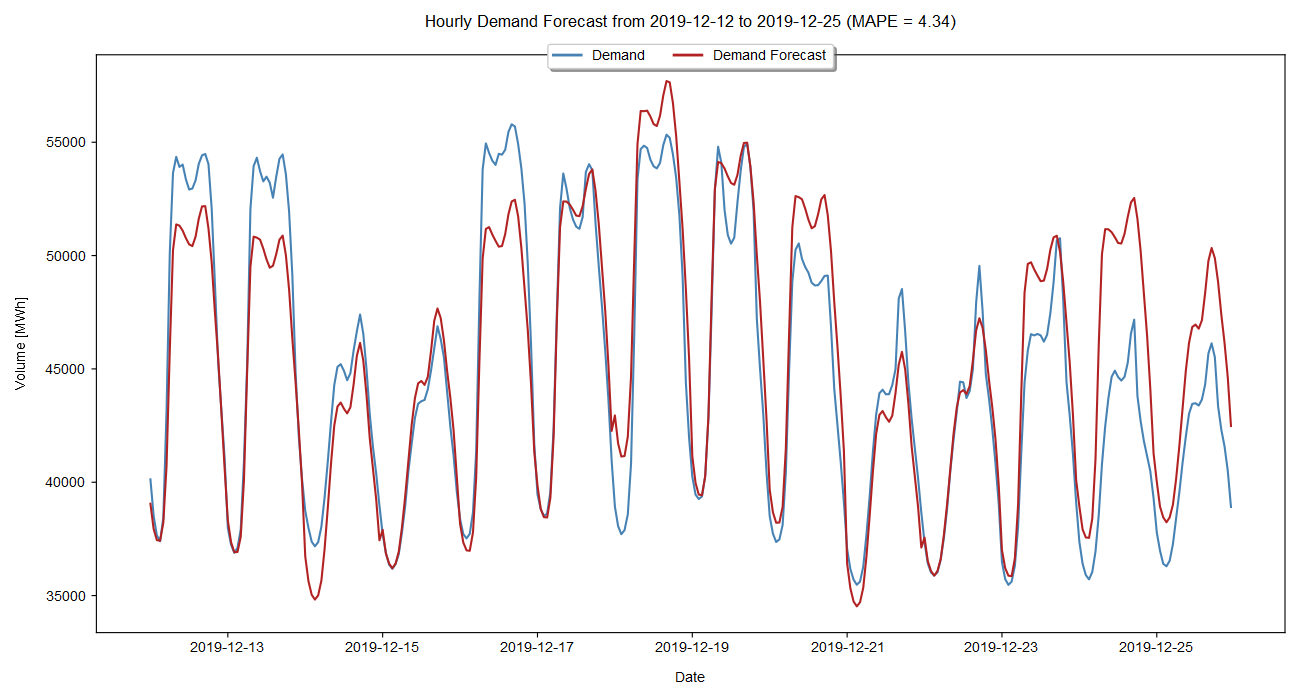 Hourly Demand Forecast from 2019-12-12 to 2019-12-25 (MAPE = 4.34)
Demand
Demand Forecast
55000
50000
45000
40000
35000
Volume [MWh]
2019-12-13
2019-12-15
2019-12-17
2019-12-19
2019-12-21
2019-12-23
2019-12-25
Date